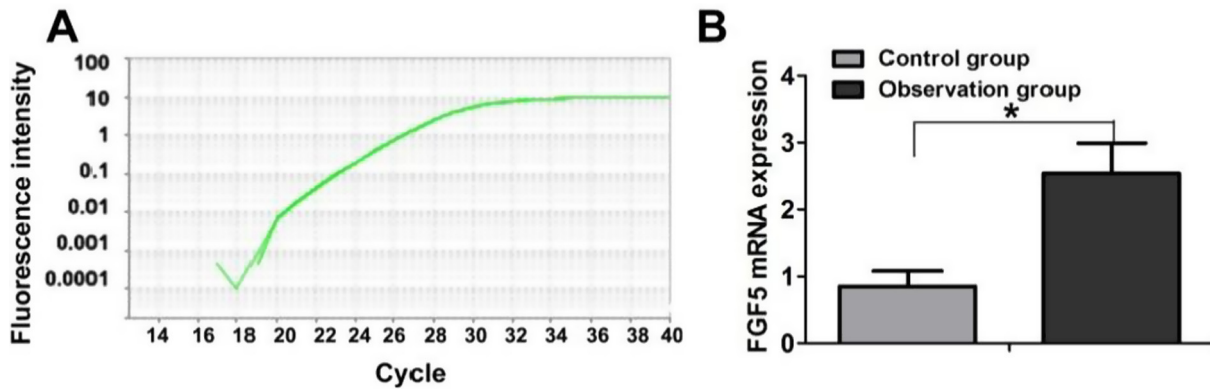 A
Fluorescence intensity
100
10
1
0.1
0.01
0.001
0.0001
14 16 18 20 22 24 26 28 30 32 34 36 38 40
Cycle
B
Control group
Observation group
*
FGF5 mRNA expression
4
3
2
1
0